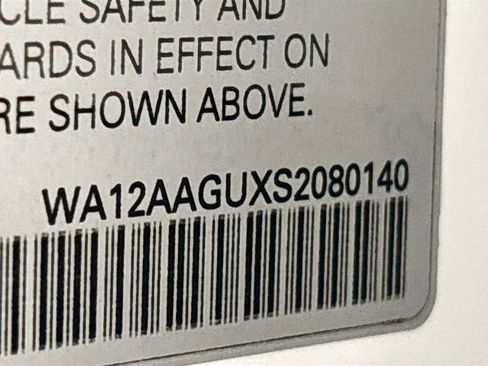 CLE SAFETY AND
ARDS IN EFFECT ON
RE SHOWN ABOVE.
WA12AAGUXS2080140